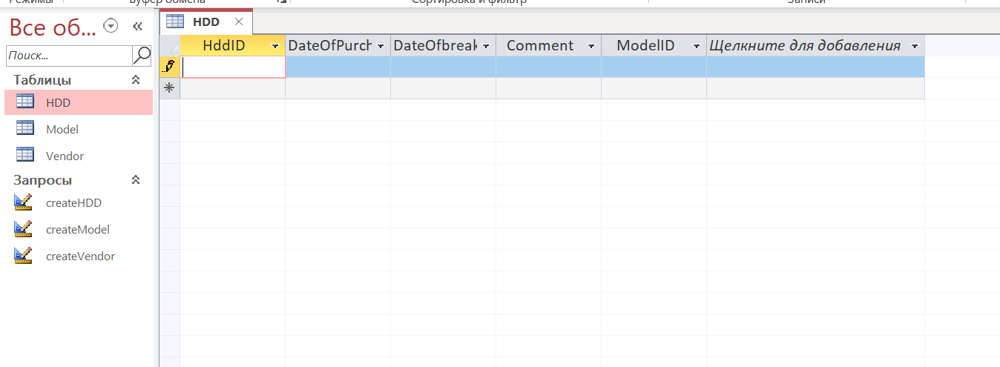 Режимы
Буфер обмена
Сортировка и фильтр
Записи
Все об...
Поиск...
Таблицы
HDD
Model
Vendor
Запросы
createHDD
createModel
createVendor
HDD
HddID
DateOfPurch
DateOfbreak
Comment
ModelID
Щелкните для добавления